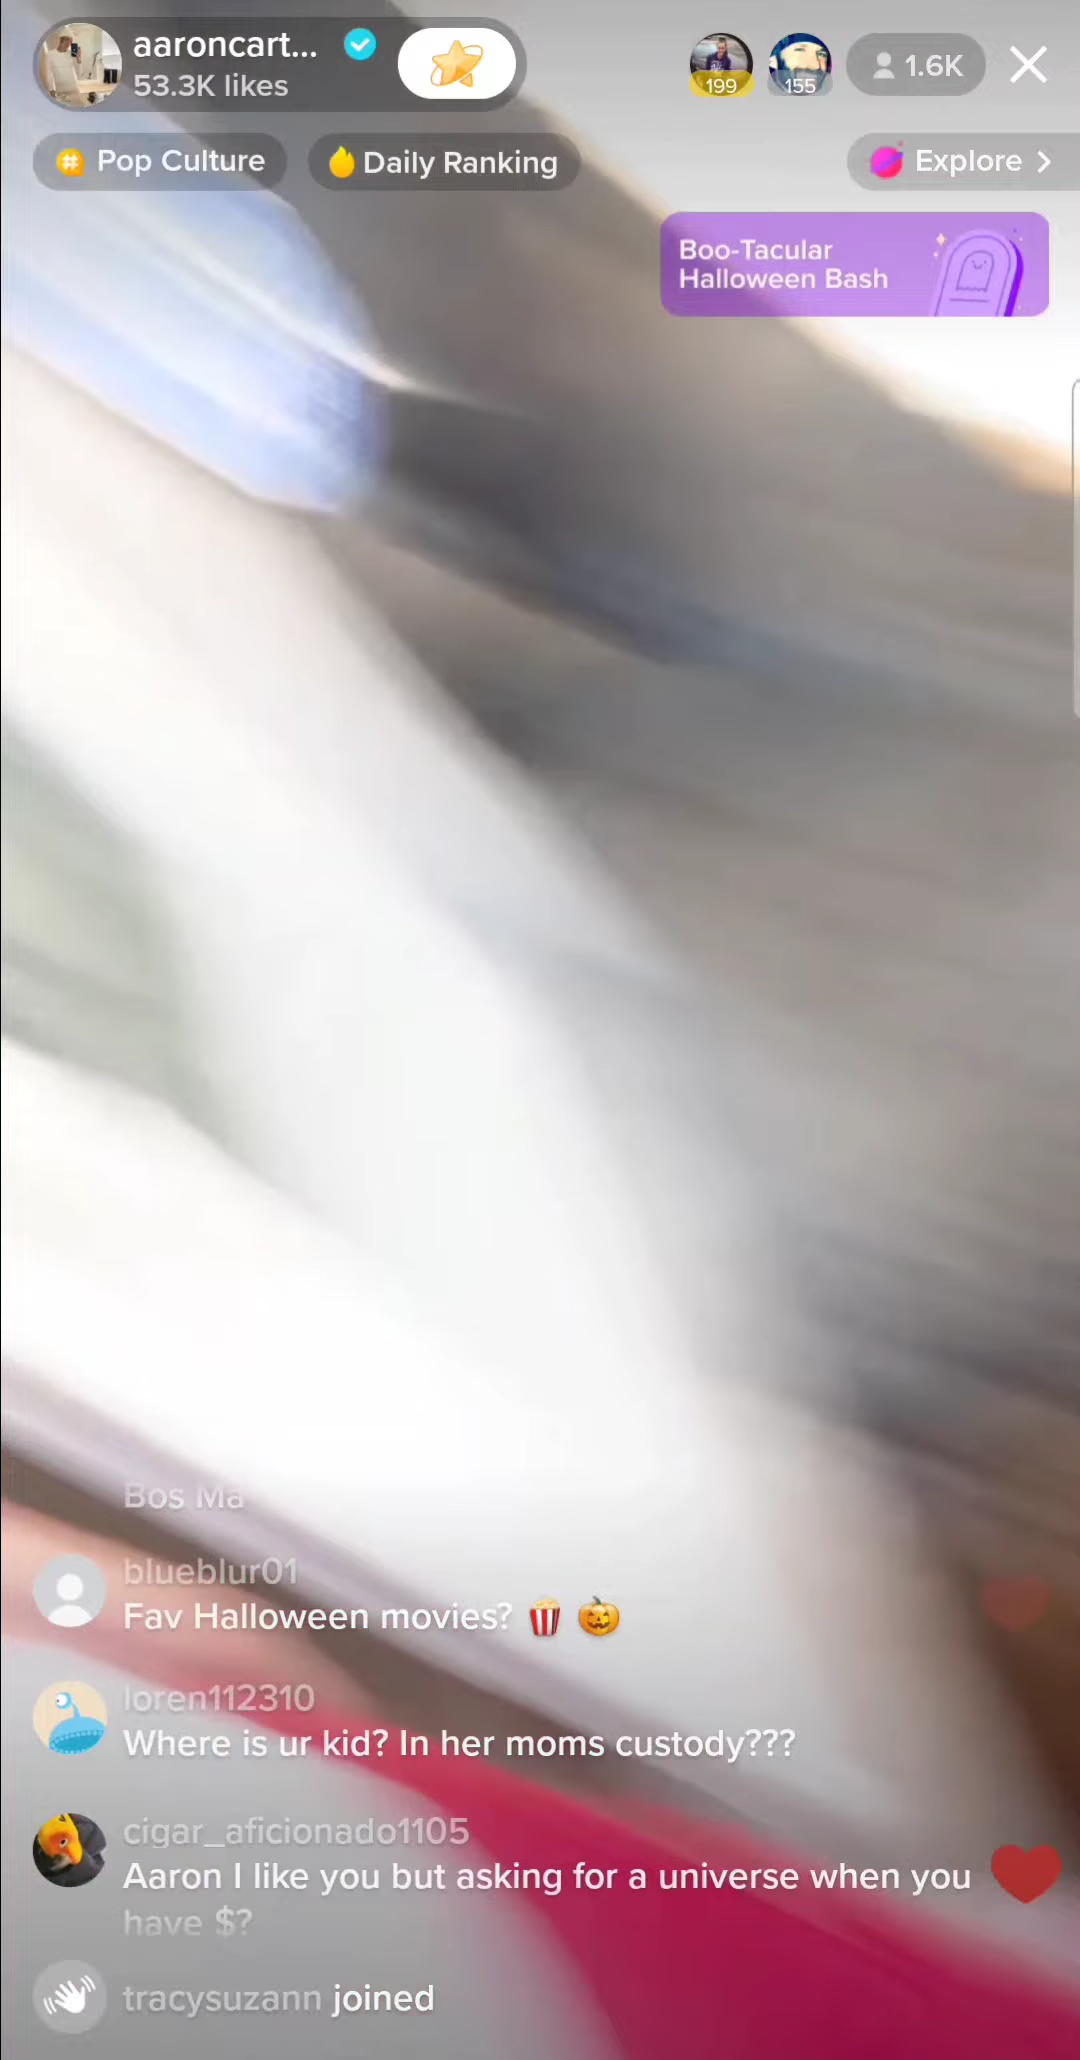 aaroncart...
53.3K likes
199
155
1.6K
Pop Culture
Daily Ranking
Explore
Boo-Tacular
Halloween Bash
Bos Ma
blueblur01
Fav Halloween movies? 🍿 🎃
loren112310
Where is ur kid? In her moms custody???
cigar_aficionado1105
Aaron I like you but asking for a universe when you
have $?
tracysuzann joined